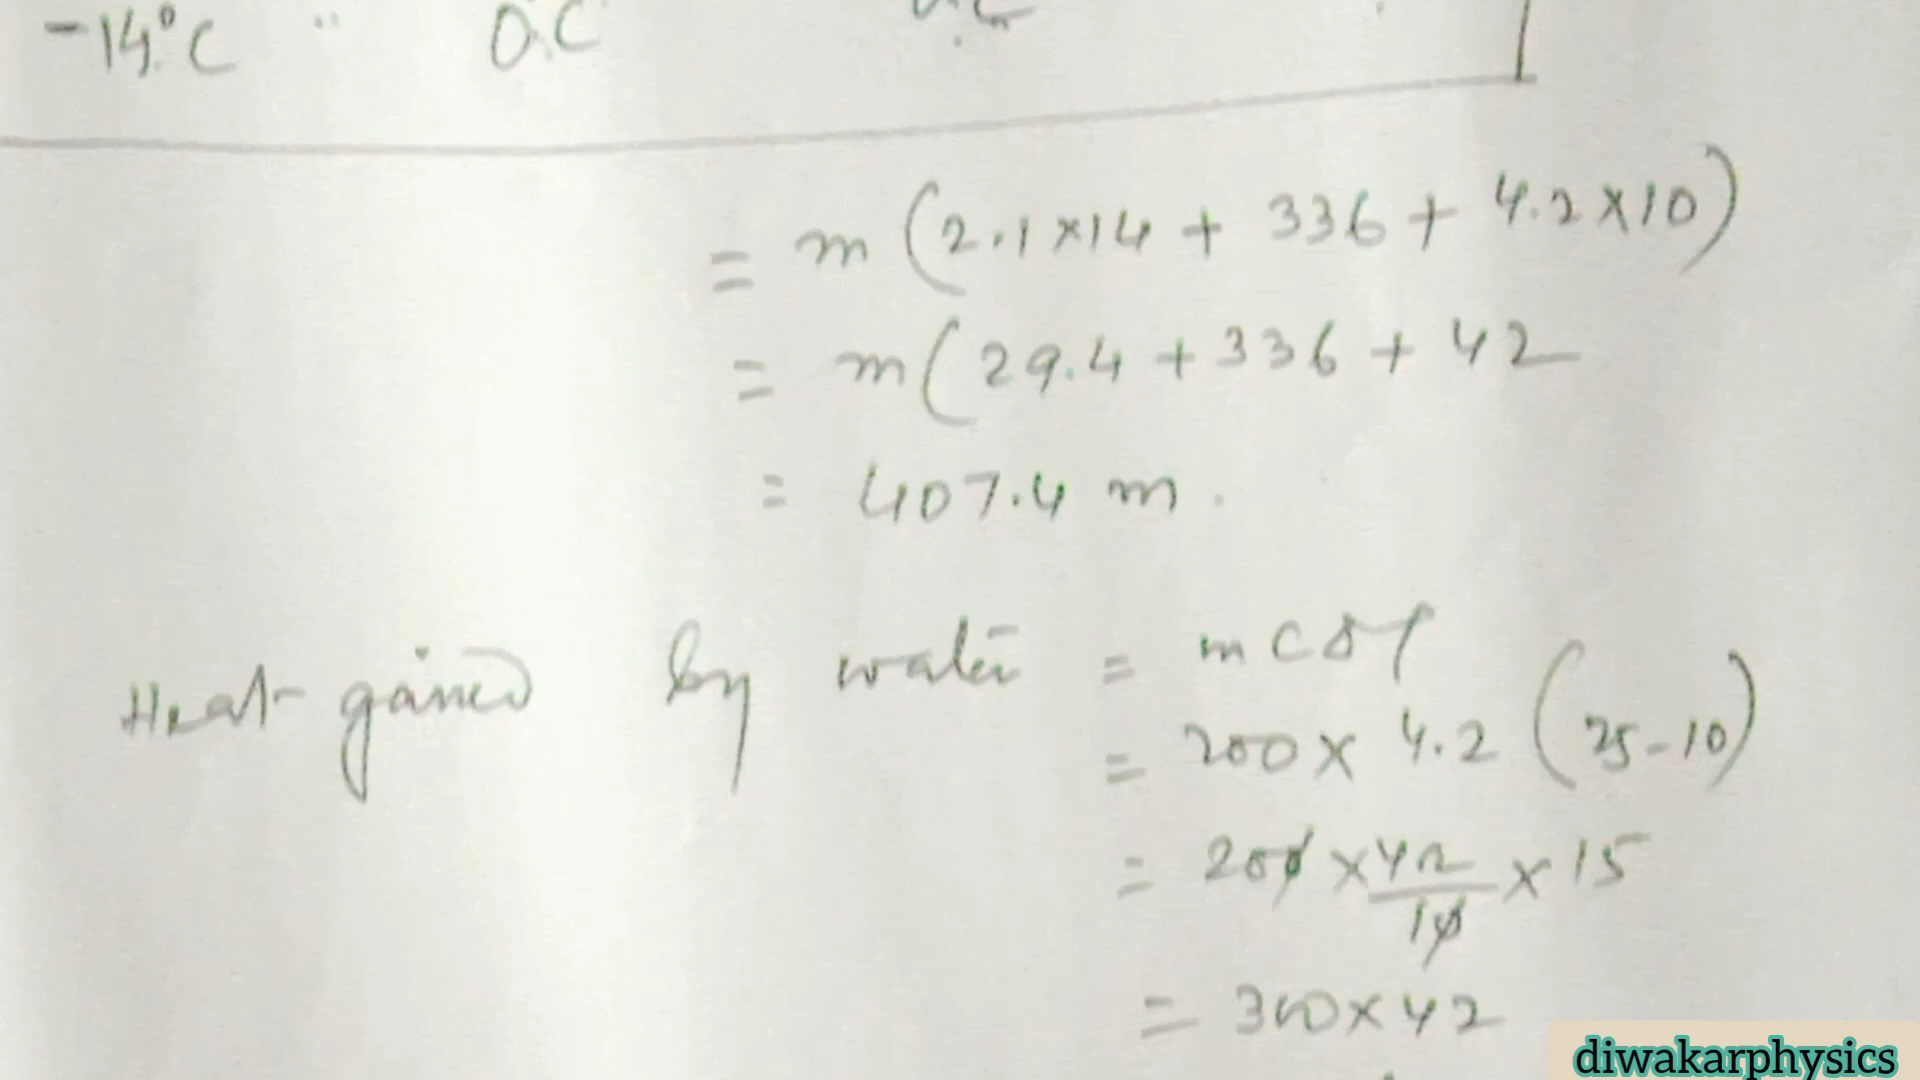 -14°C 0°C
= m (2.1×14 + 336 + 4.2×10)
= m (29.4 + 336 + 42
= 407.4 m.
Heat gained by water = mCΔT
= 200× 4.2 (25-10)
= 200 × 42/10 × 15
= 300×42
diwakarphysics